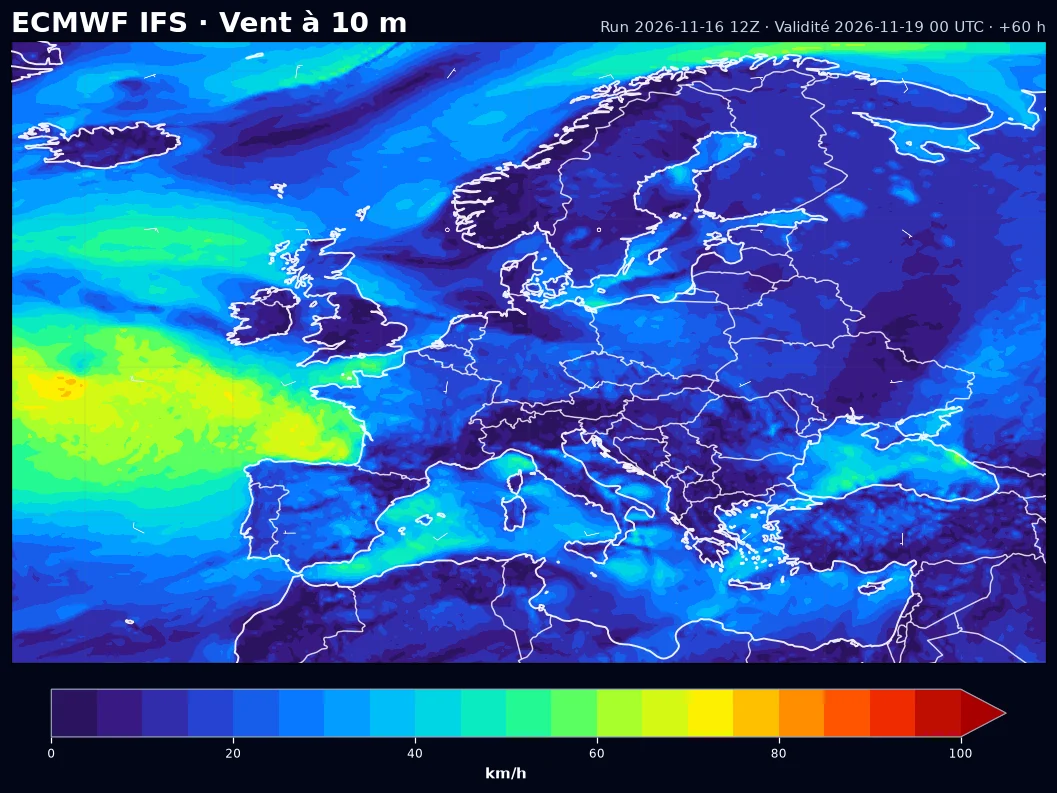 ECMWF IFS · Vent à 10 m
Run 2026-11-16 12Z · Validité 2026-11-19 00 UTC · +60 h
0 20 40 60 80 100
km/h